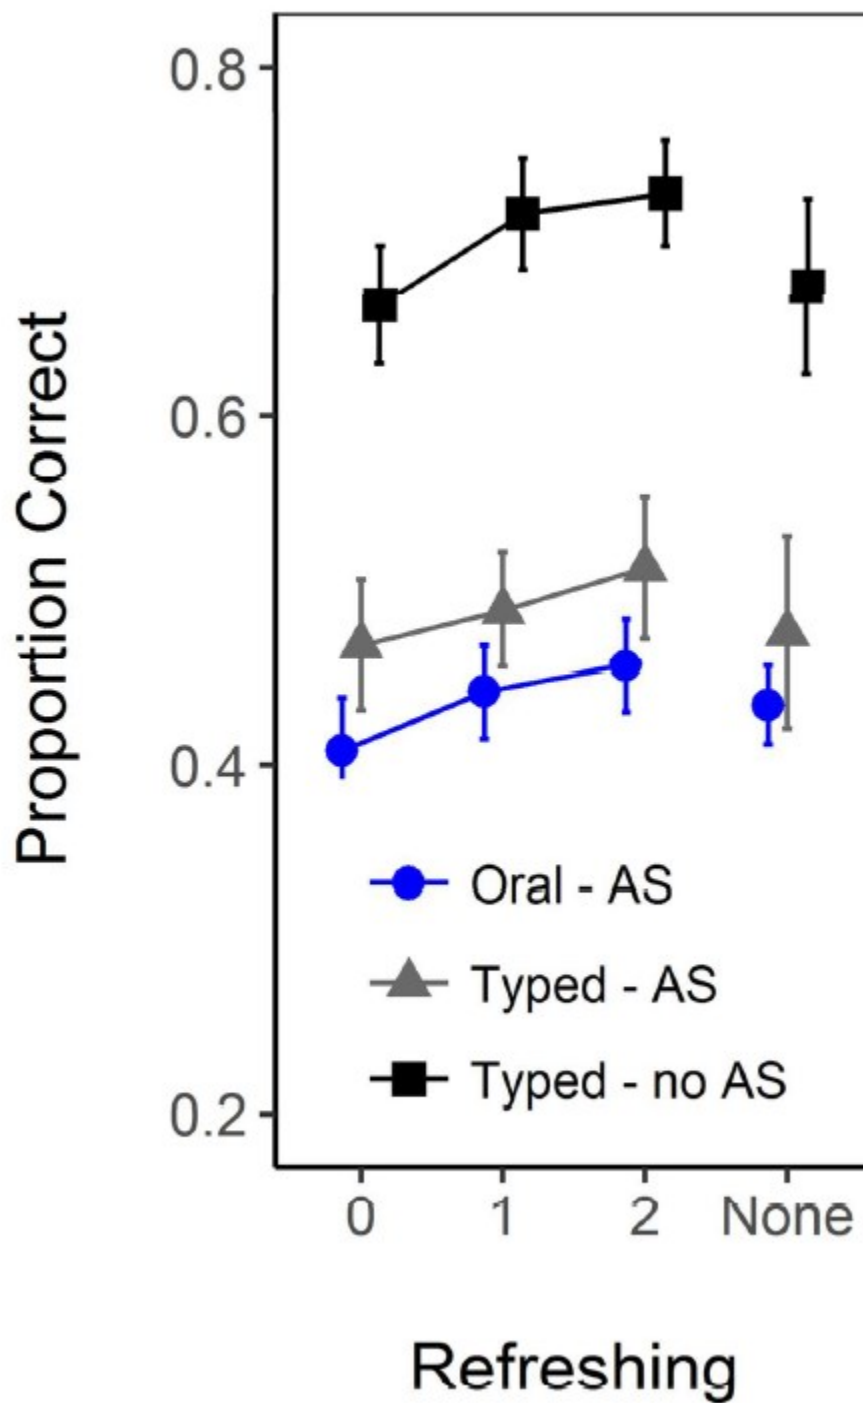 Proportion Correct
0.8
0.6
0.4
0.2
Oral - AS
Typed - AS
Typed - no AS
0 1 2 None
Refreshing